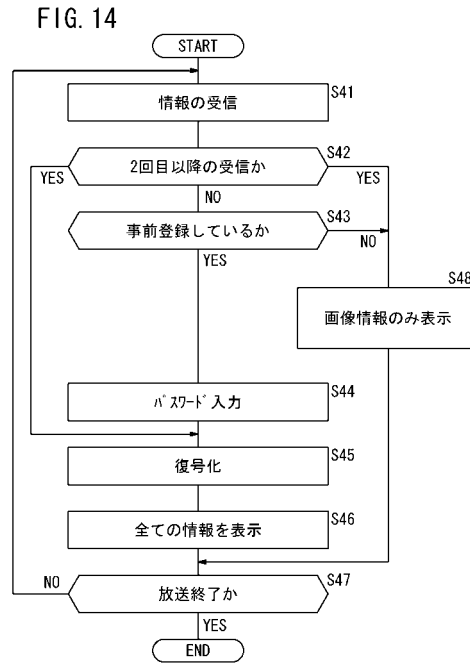 FIG. 14
START
情報の受信
S41
2回目以降の受信か
S42
YES
YES
NO
事前登録しているか
S43
NO
YES
S48
画像情報のみ表示
パスワード入力
S44
復号化
S45
全ての情報を表示
S46
NO
放送終了か
S47
YES
END